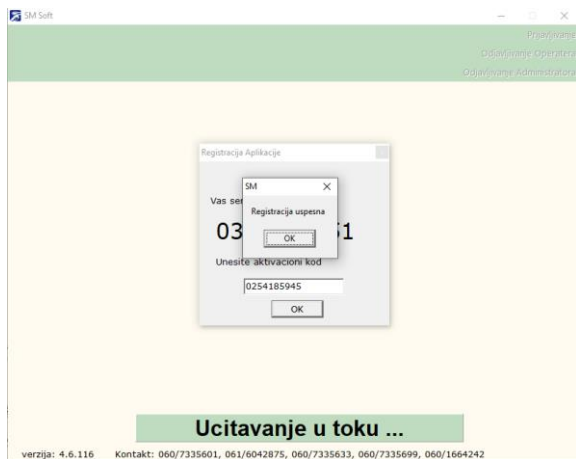 SM Soft
Prijavljivanje
Odjavljivanje Operatera
Odjavljivanje Administratora
Registracija Aplikacije
SM
Vas
Registracija uspesna
OK
Unesite aktivacioni kod
0254185945
OK
Ucitavanje u toku ...
verzija: 4.6.116 Kontakt: 060/7335601, 061/6042875, 060/7335633, 060/7335699, 060/1664242